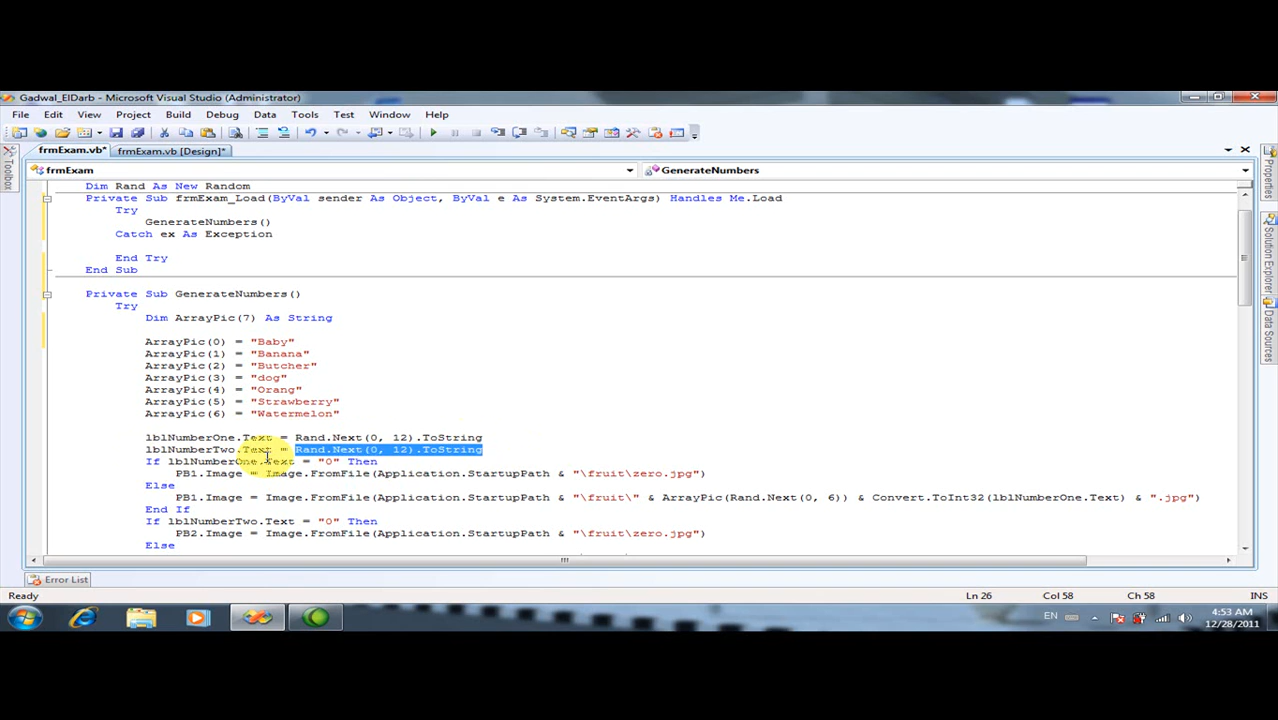 Gadwal_ElDarb - Microsoft Visual Studio (Administrator)
File Edit View Project Build Debug Data Tools Test Window Help
frmExam.vb* frmExam.vb [Design]*
Toolbox
frmExam GenerateNumbers
Dim Rand As New Random
Private Sub frmExam_Load(ByVal sender As Object, ByVal e As System.EventArgs) Handles Me.Load
Try
GenerateNumbers()
Catch ex As Exception
End Try
End Sub
Private Sub GenerateNumbers()
Try
Dim ArrayPic(7) As String
ArrayPic(0) = "Baby"
ArrayPic(1) = "Banana"
ArrayPic(2) = "Butcher"
ArrayPic(3) = "dog"
ArrayPic(4) = "Orang"
ArrayPic(5) = "Strawberry"
ArrayPic(6) = "Watermelon"
lblNumberOne.Text = Rand.Next(0, 12).ToString
lblNumberTwo.Text = Rand.Next(0, 12).ToString
If lblNumberOne.Text = "0" Then
PB1.Image = Image.FromFile(Application.StartupPath & "\fruit\zero.jpg")
Else
PB1.Image = Image.FromFile(Application.StartupPath & "\fruit\" & ArrayPic(Rand.Next(0, 6)) & Convert.ToInt32(lblNumberOne.Text) & ".jpg")
End If
If lblNumberTwo.Text = "0" Then
PB2.Image = Image.FromFile(Application.StartupPath & "\fruit\zero.jpg")
Else
Properties
Solution Explorer
Data Sources
Error List
Ready Ln 26 Col 58 Ch 58 INS
EN 4:53 AM
12/28/2011